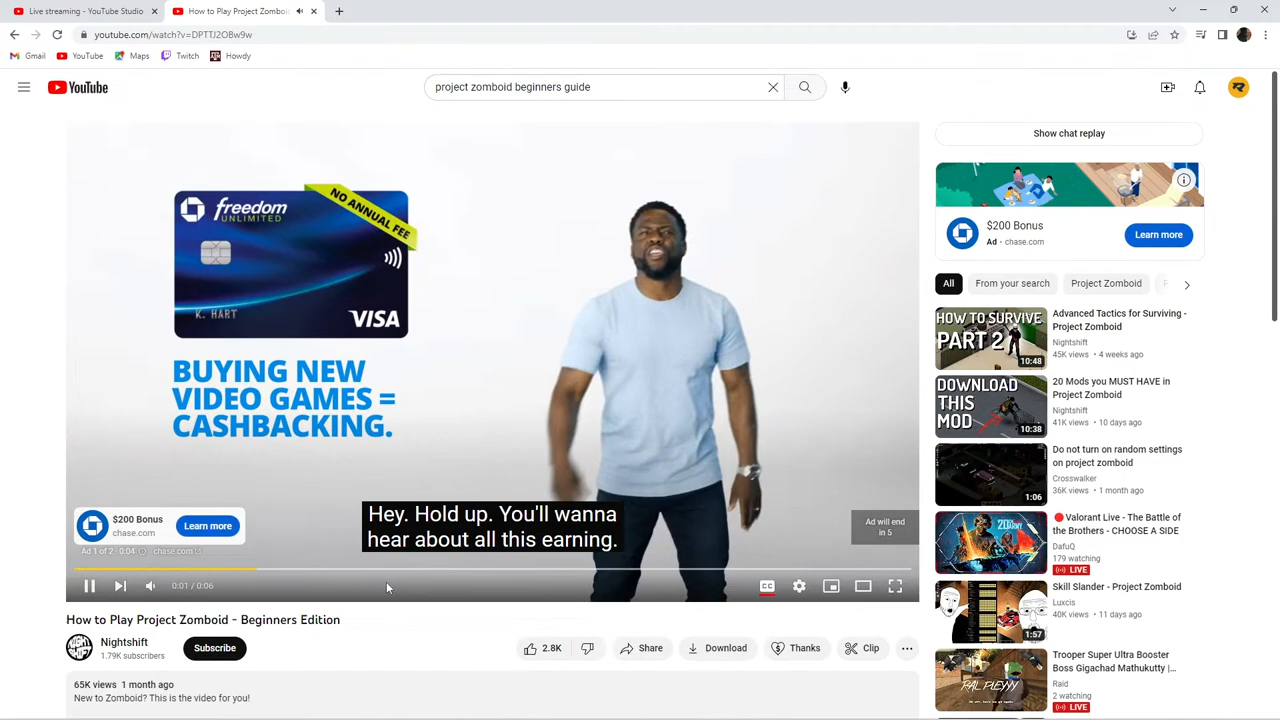 Live streaming - YouTube Studio
How to Play Project Zomboid
youtube.com/watch?v=DPTTJ2OBw9w
Gmail
YouTube
Maps
Twitch
Howdy
YouTube
project zomboid beginners guide
freedom
UNLIMITED
NO ANNUAL FEE
K. HART
VISA
BUYING NEW
VIDEO GAMES =
CASHBACKING.
Hey. Hold up. You'll wanna
hear about all this earning.
$200 Bonus
chase.com
Learn more
Ad 1 of 2 · 0:04
chase.com
Ad will end
in 5
0:01 / 0:06
CC
How to Play Project Zomboid - Beginners Edition
Nightshift
1.79K subscribers
Subscribe
2.8K
Share
Download
Thanks
Clip
65K views 1 month ago
New to Zomboid? This is the video for you!
Show chat replay
$200 Bonus
Ad · chase.com
Learn more
All
From your search
Project Zomboid
HOW TO SURVIVE
PART 2
10:48
Advanced Tactics for Surviving -
Project Zomboid
Nightshift
45K views • 4 weeks ago
DOWNLOAD
THIS
MOD
10:38
20 Mods you MUST HAVE in
Project Zomboid
Nightshift
41K views • 10 days ago
1:06
Do not turn on random settings
on project zomboid
Crosswalker
36K views • 1 month ago
Valorant Live - The Battle of
the Brothers - CHOOSE A SIDE
DafuQ
179 watching
LIVE
1:57
Skill Slander - Project Zomboid
Luxcis
40K views • 11 days ago
RAL PLEYYY
Trooper Super Ultra Booster
Boss Gigachad Mathukutty |...
Raid
2 watching
LIVE